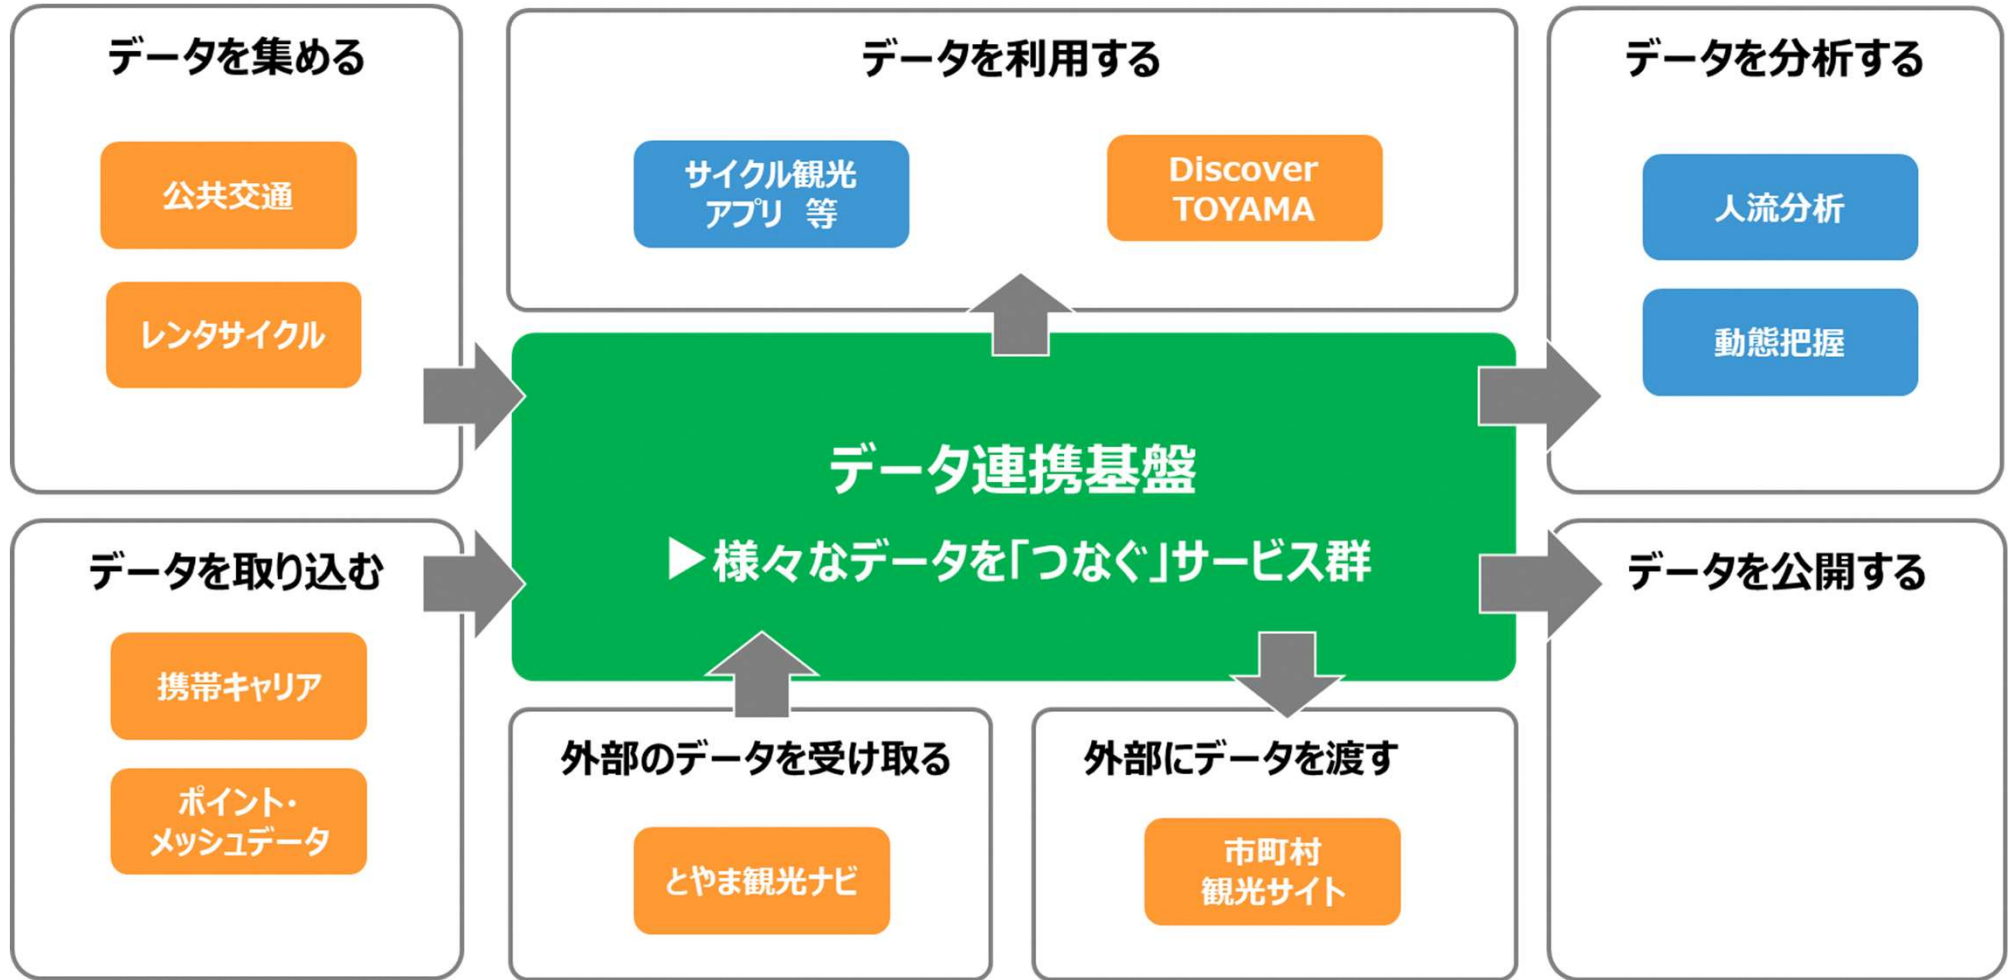 データを集める
公共交通
レンタサイクル
データを利用する
サイクル観光
アプリ 等
Discover
TOYAMA
データを分析する
人流分析
動態把握
データ連携基盤
▶様々なデータを「つなぐ」サービス群
データを取り込む
携帯キャリア
ポイント・
メッシュデータ
外部のデータを受け取る
とやま観光ナビ
外部にデータを渡す
市町村
観光サイト
データを公開する